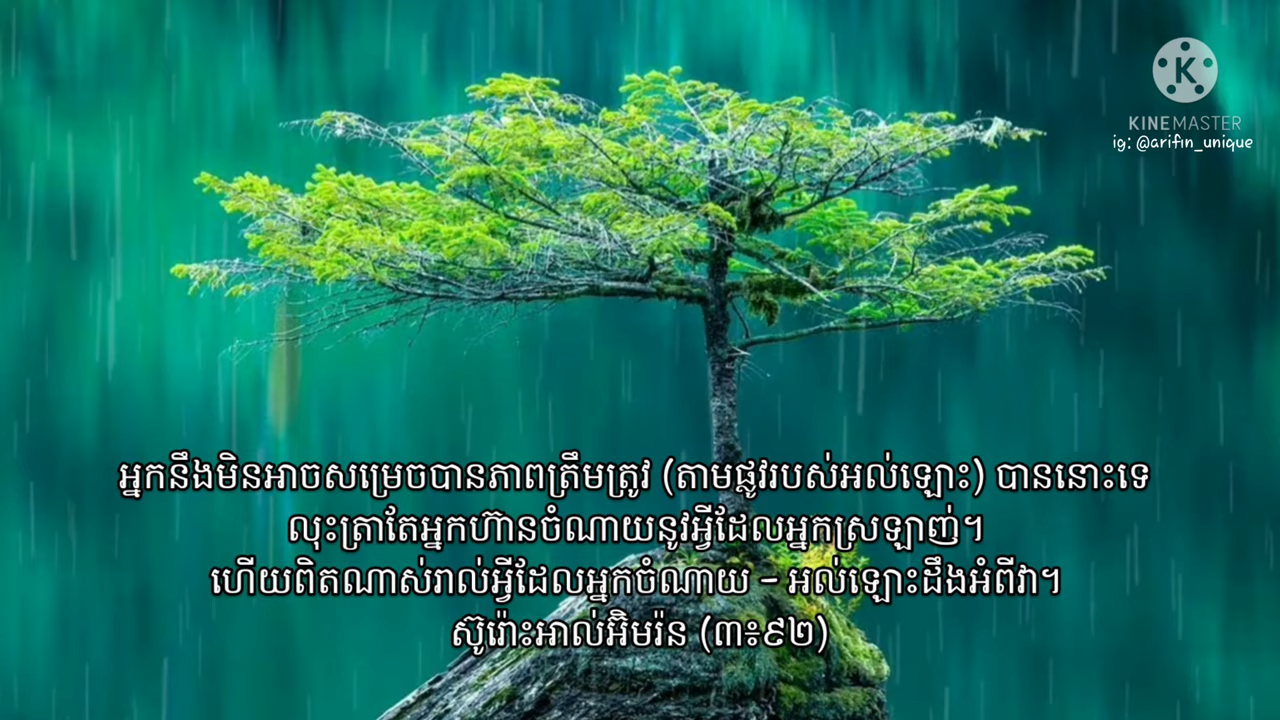 K
KINEMASTER
ig: @arifin_unique
អ្នកនឹងមិនអាចសម្រេចបានភាពត្រឹមត្រូវ (តាមផ្លូវរបស់អល់ឡោះ) បាននោះទេ
លុះត្រាតែអ្នកហ៊ានចំណាយនូវអ្វីដែលអ្នកស្រឡាញ់។
ហើយពិតណាស់រាល់អ្វីដែលអ្នកចំណាយ – អល់ឡោះដឹងអំពីវា។
ស៊ូរ៉ោះអាល់អ៊ិមរ៉ន (៣៖៩២)